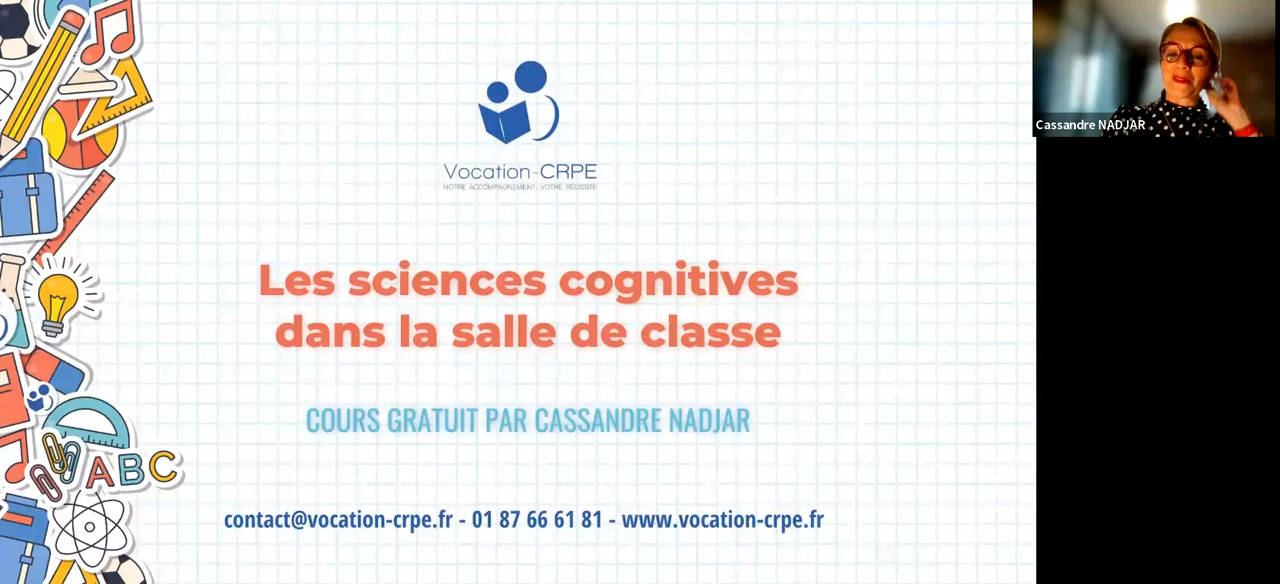 Vocation-CRPE
NOTRE ACCOMPAGNEMENT, VOTRE RÉUSSITE
Les sciences cognitives
dans la salle de classe
COURS GRATUIT PAR CASSANDRE NADJAR
contact@vocation-crpe.fr - 01 87 66 61 81 - www.vocation-crpe.fr
ABC
Cassandre NADJAR